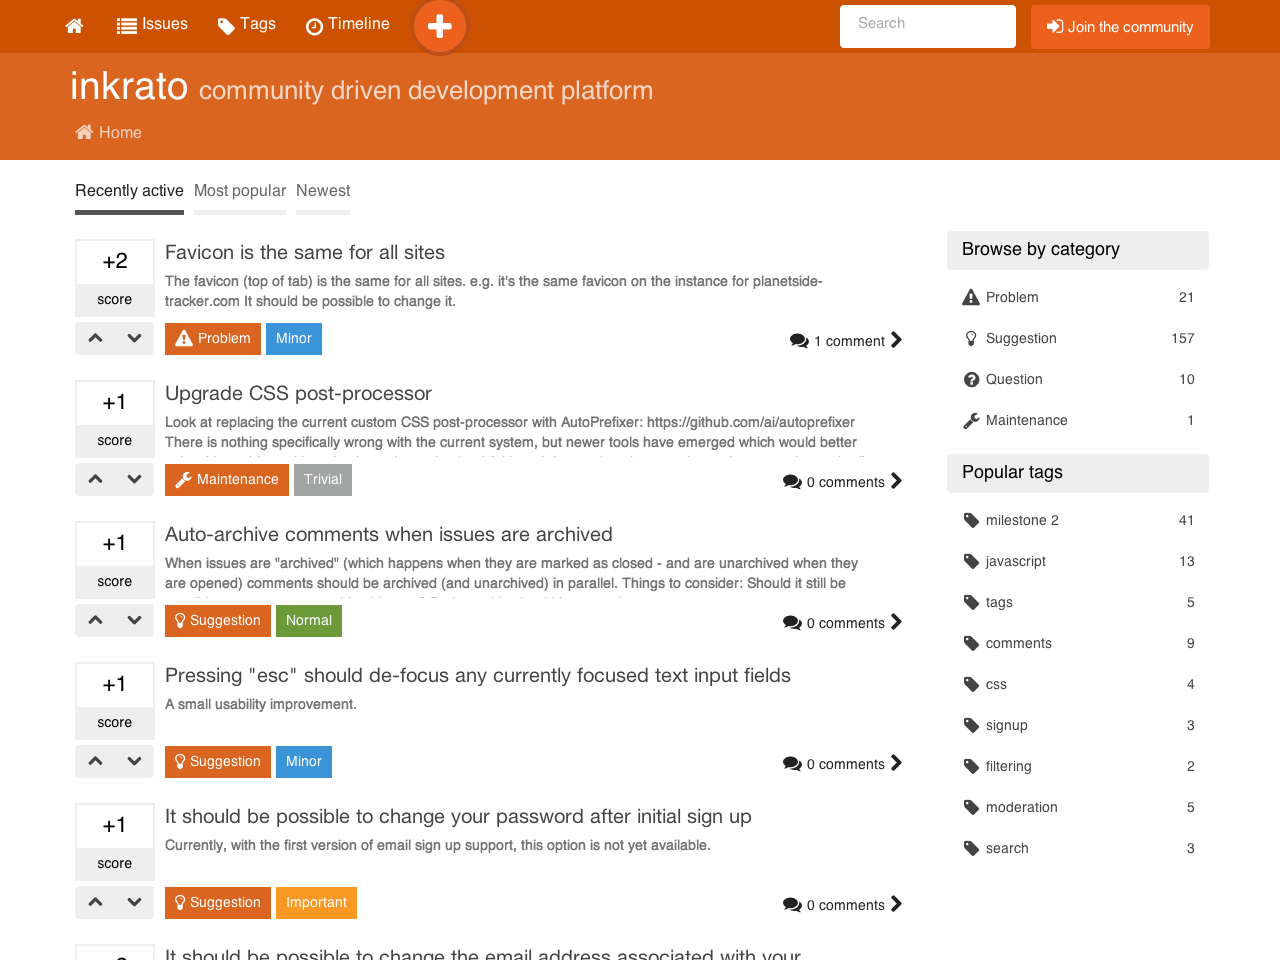 Issues
Tags
Timeline
Search
Join the community
inkrato community driven development platform
Home
Recently active
Most popular
Newest
+2
score
Favicon is the same for all sites
The favicon (top of tab) is the same for all sites. e.g. it's the same favicon on the instance for planetside-
tracker.com It should be possible to change it.
Problem
Minor
1 comment
+1
score
Upgrade CSS post-processor
Look at replacing the current custom CSS post-processor with AutoPrefixer: https://github.com/ai/autoprefixer
There is nothing specifically wrong with the current system, but newer tools have emerged which would better
Maintenance
Trivial
0 comments
+1
score
Auto-archive comments when issues are archived
When issues are "archived" (which happens when they are marked as closed - and are unarchived when they
are opened) comments should be archived (and unarchived) in parallel. Things to consider: Should it still be
Suggestion
Normal
0 comments
+1
score
Pressing "esc" should de-focus any currently focused text input fields
A small usability improvement.
Suggestion
Minor
0 comments
+1
score
It should be possible to change your password after initial sign up
Currently, with the first version of email sign up support, this option is not yet available.
Suggestion
Important
0 comments
It should be possible to change the email address associated with your
Browse by category
Problem 21
Suggestion 157
Question 10
Maintenance 1
Popular tags
milestone 2 41
javascript 13
tags 5
comments 9
css 4
signup 3
filtering 2
moderation 5
search 3